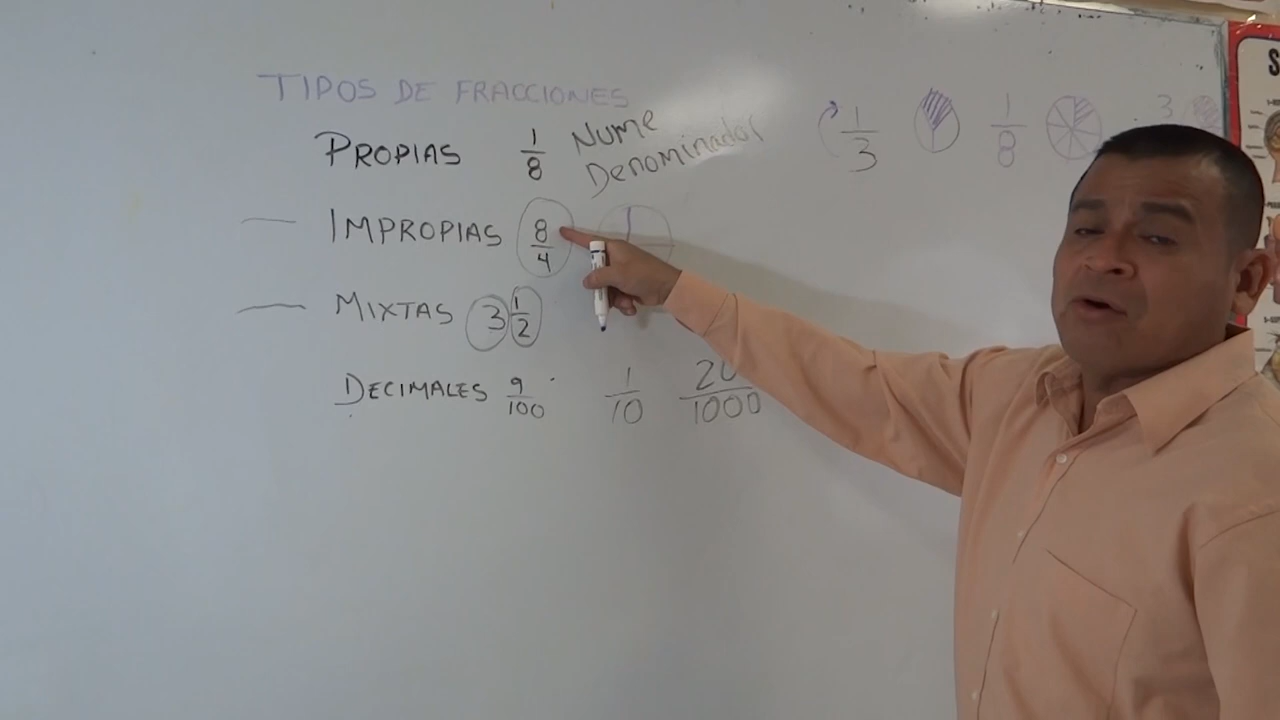 TIPOS DE FRACCIONES
PROPIAS 1/8 Nume
Denominador
1/3 1/8 3
— IMPROPIAS 8/4
— MIXTAS 3 1/2
DECIMALES 9/100 1/10 20/1000
S